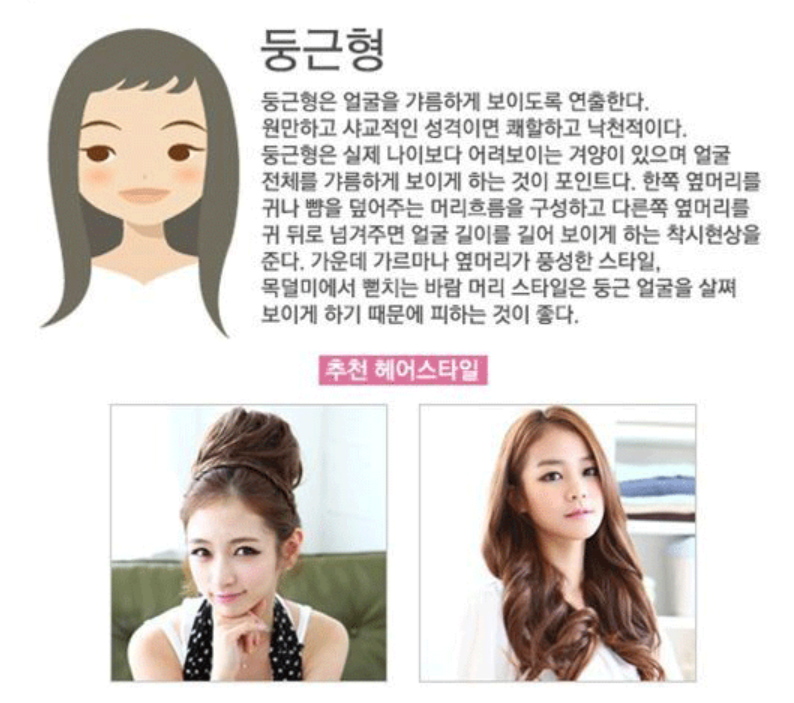 둥근형
둥근형은 얼굴을 갸름하게 보이도록 연출한다.
원만하고 사교적인 성격이면 쾌할하고 낙천적이다.
둥근형은 실제 나이보다 어려보이는 겨양이 있으며 얼굴
전체를 갸름하게 보이게 하는 것이 포인트다. 한쪽 옆머리를
귀나 뺨을 덮어주는 머리흐름을 구성하고 다른쪽 옆머리를
귀 뒤로 넘겨주면 얼굴 길이를 길어 보이게 하는 착시현상을
준다. 가운데 가르마나 옆머리가 풍성한 스타일,
목덜미에서 뻗치는 바람 머리 스타일은 둥근 얼굴을 살쪄
보이게 하기 때문에 피하는 것이 좋다.
추천 헤어스타일